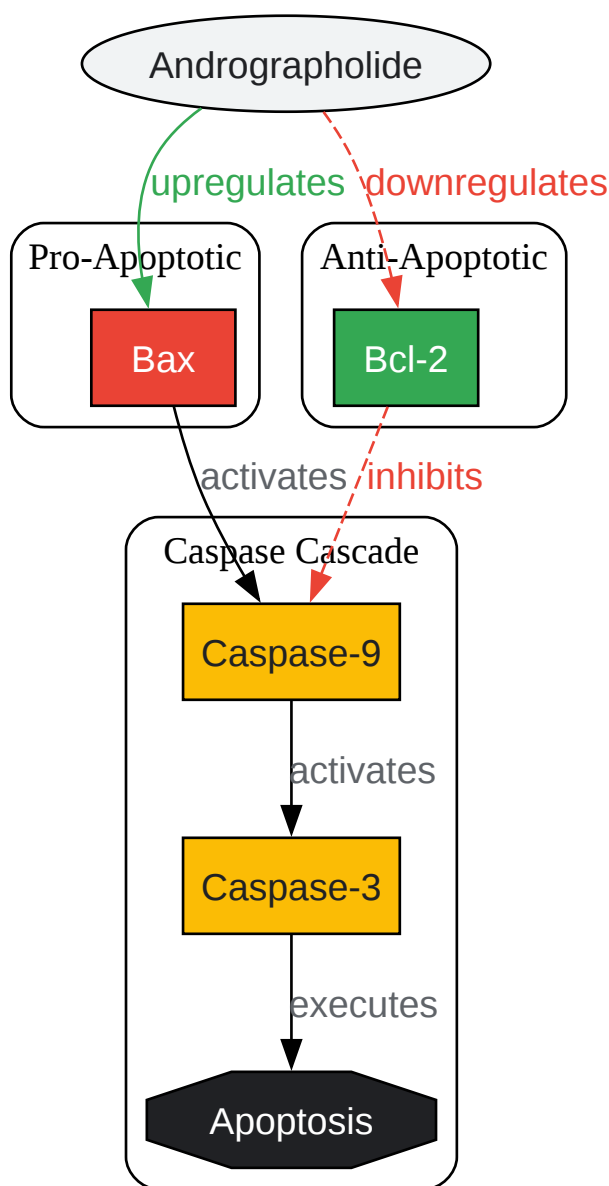 Andrographolide
upregulates
downregulates
Pro-Apoptotic
Anti-Apoptotic
Bax
Bcl-2
activates
inhibits
Caspase Cascade
Caspase-9
activates
Caspase-3
executes
Apoptosis